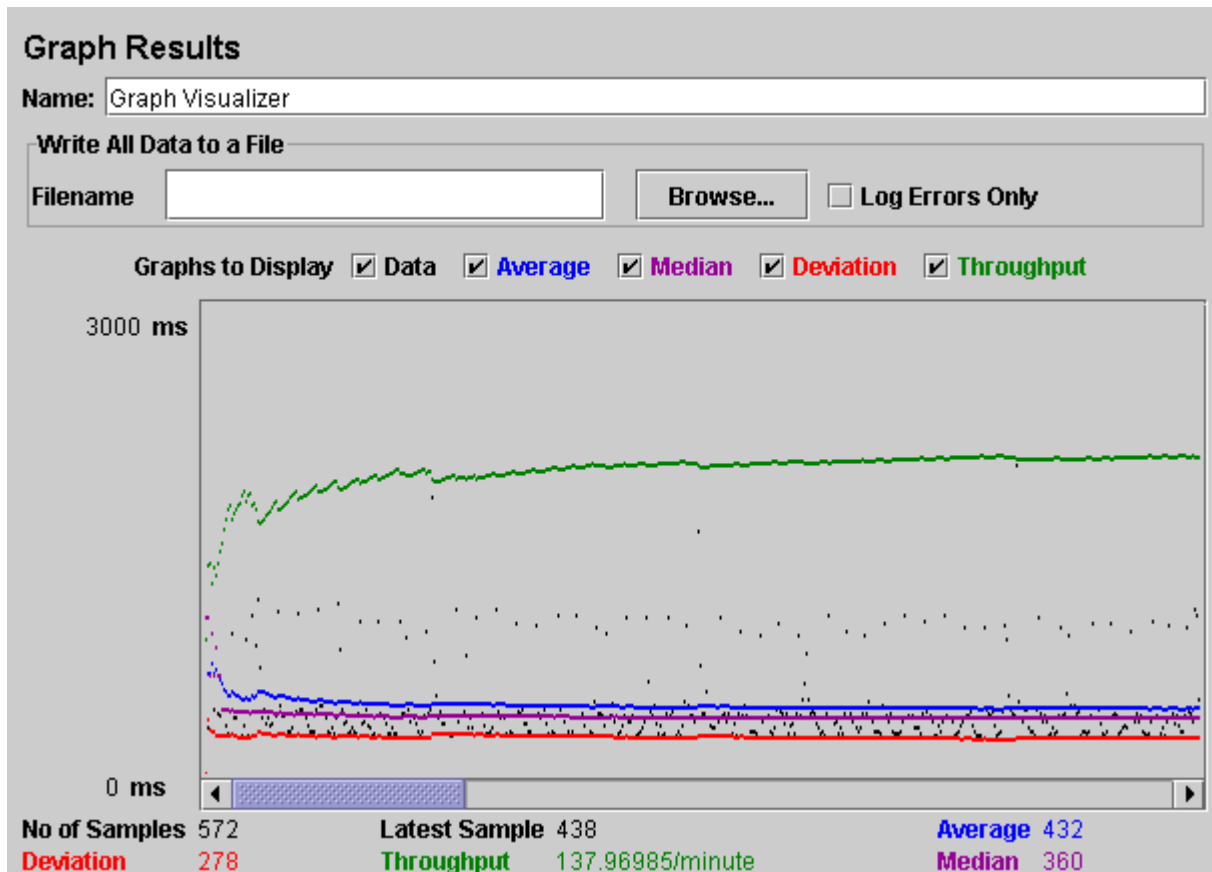 Graph Results
Name: Graph Visualizer
Write All Data to a File
Filename Browse... Log Errors Only
Graphs to Display Data Average Median Deviation Throughput
3000 ms
0 ms
No of Samples 572 Latest Sample 438 Average 432
Deviation 278 Throughput 137.96985/minute Median 360